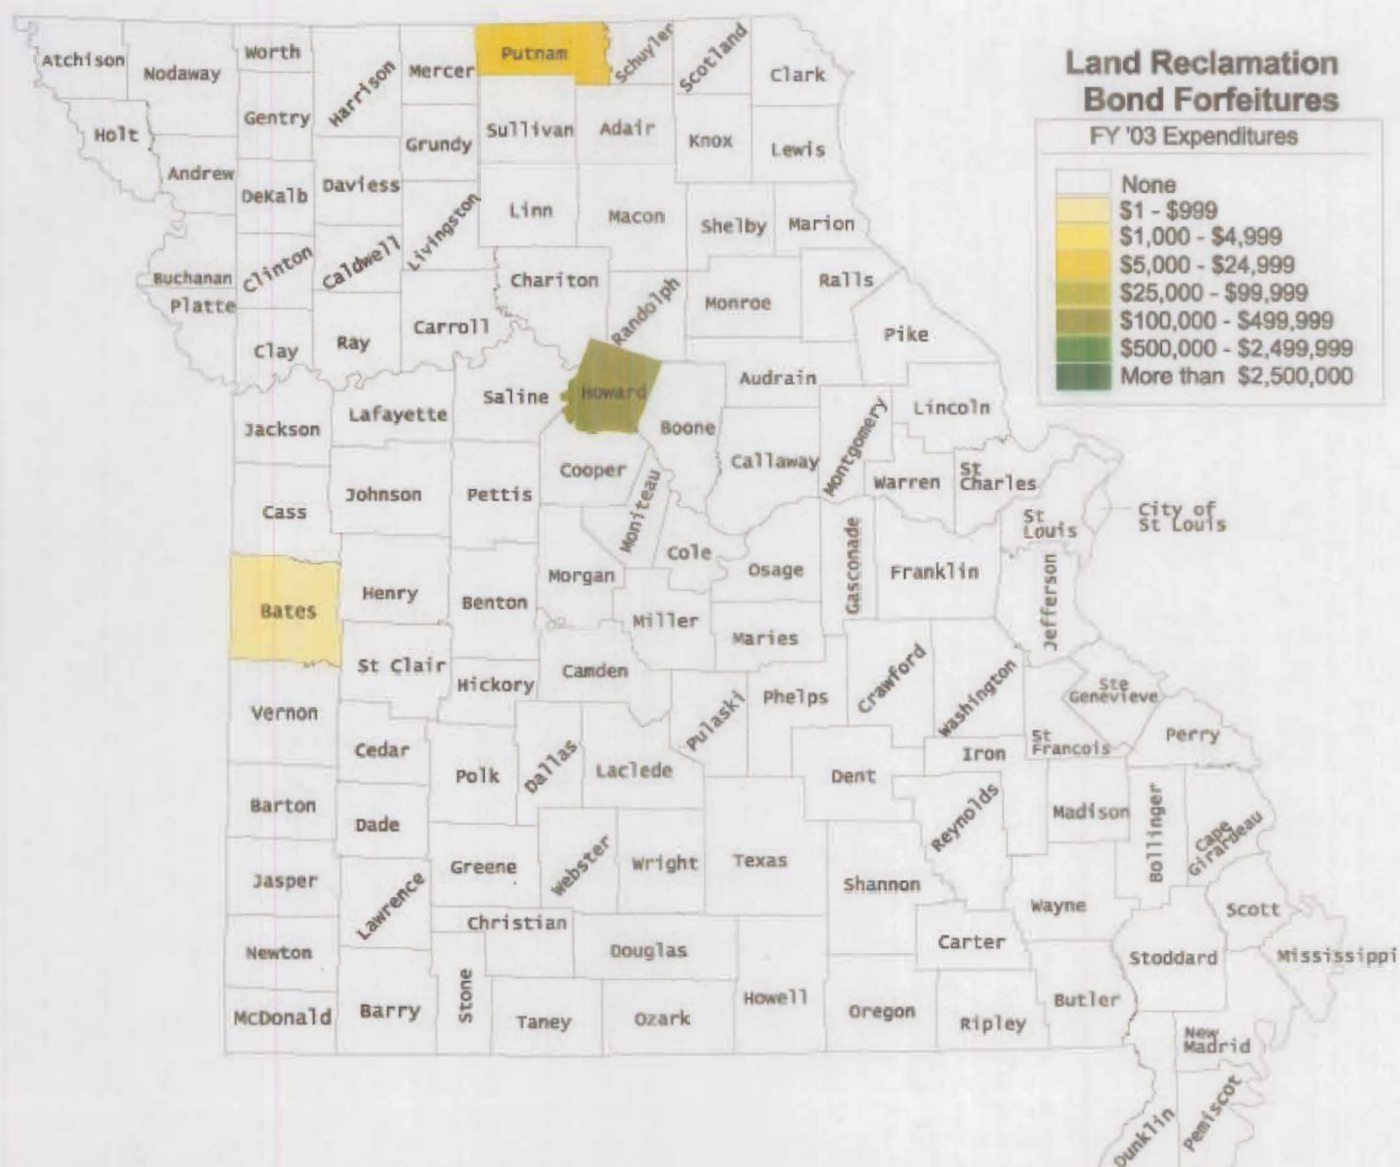 Land Reclamation
Bond Forfeitures
FY '03 Expenditures
None
$1 - $999
$1,000 - $4,999
$5,000 - $24,999
$25,000 - $99,999
$100,000 - $499,999
$500,000 - $2,499,999
More than $2,500,000
Atchison
Nodaway
Worth
Harrison
Mercer
Putnam
Schuyler
Scotland
Clark
Holt
Gentry
Grundy
Sullivan
Adair
Knox
Lewis
Andrew
DeKalb
Daviess
Livingston
Linn
Macon
Shelby
Marion
Buchanan
Clinton
Caldwell
Chariton
Randolph
Monroe
Ralls
Platte
Clay
Ray
Carroll
Pike
Saline
Howard
Boone
Audrain
Lincoln
Jackson
Lafayette
Cooper
Callaway
Montgomery
Warren
St
Charles
Cass
Johnson
Pettis
Moniteau
Cole
Osage
Gasconade
Franklin
St
Louis
City of
St Louis
Bates
Henry
Benton
Morgan
Miller
Maries
Jefferson
St Clair
Hickory
Camden
Pulaski
Phelps
Crawford
Washington
Ste
Genevieve
Vernon
Cedar
Polk
Dallas
Laclede
Dent
Iron
St
Francois
Perry
Barton
Dade
Greene
Webster
Wright
Texas
Reynolds
Madison
Bollinger
Cape
Girardeau
Jasper
Lawrence
Christian
Shannon
Wayne
Scott
Newton
Stone
Douglas
Carter
Stoddard
Mississippi
McDonald
Barry
Taney
Ozark
Howell
Oregon
Ripley
Butler
New
Madrid
Dunklin
Pemiscot